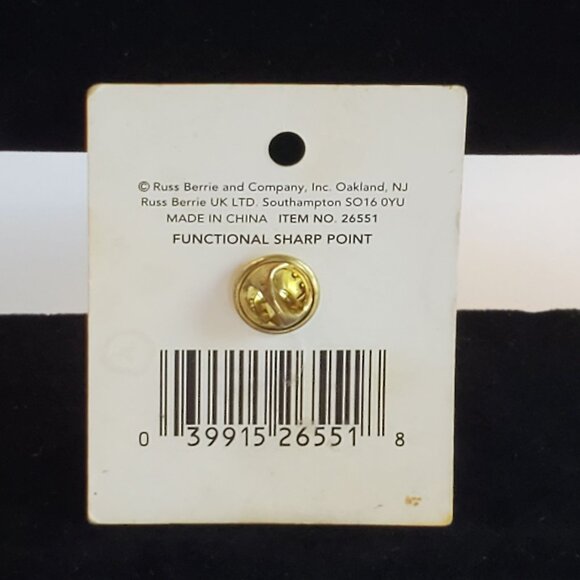 © Russ Berrie and Company, Inc. Oakland, NJ
Russ Berrie UK LTD. Southampton SO16 0YU
MADE IN CHINA ITEM NO. 26551
FUNCTIONAL SHARP POINT
0 39915 26551 8